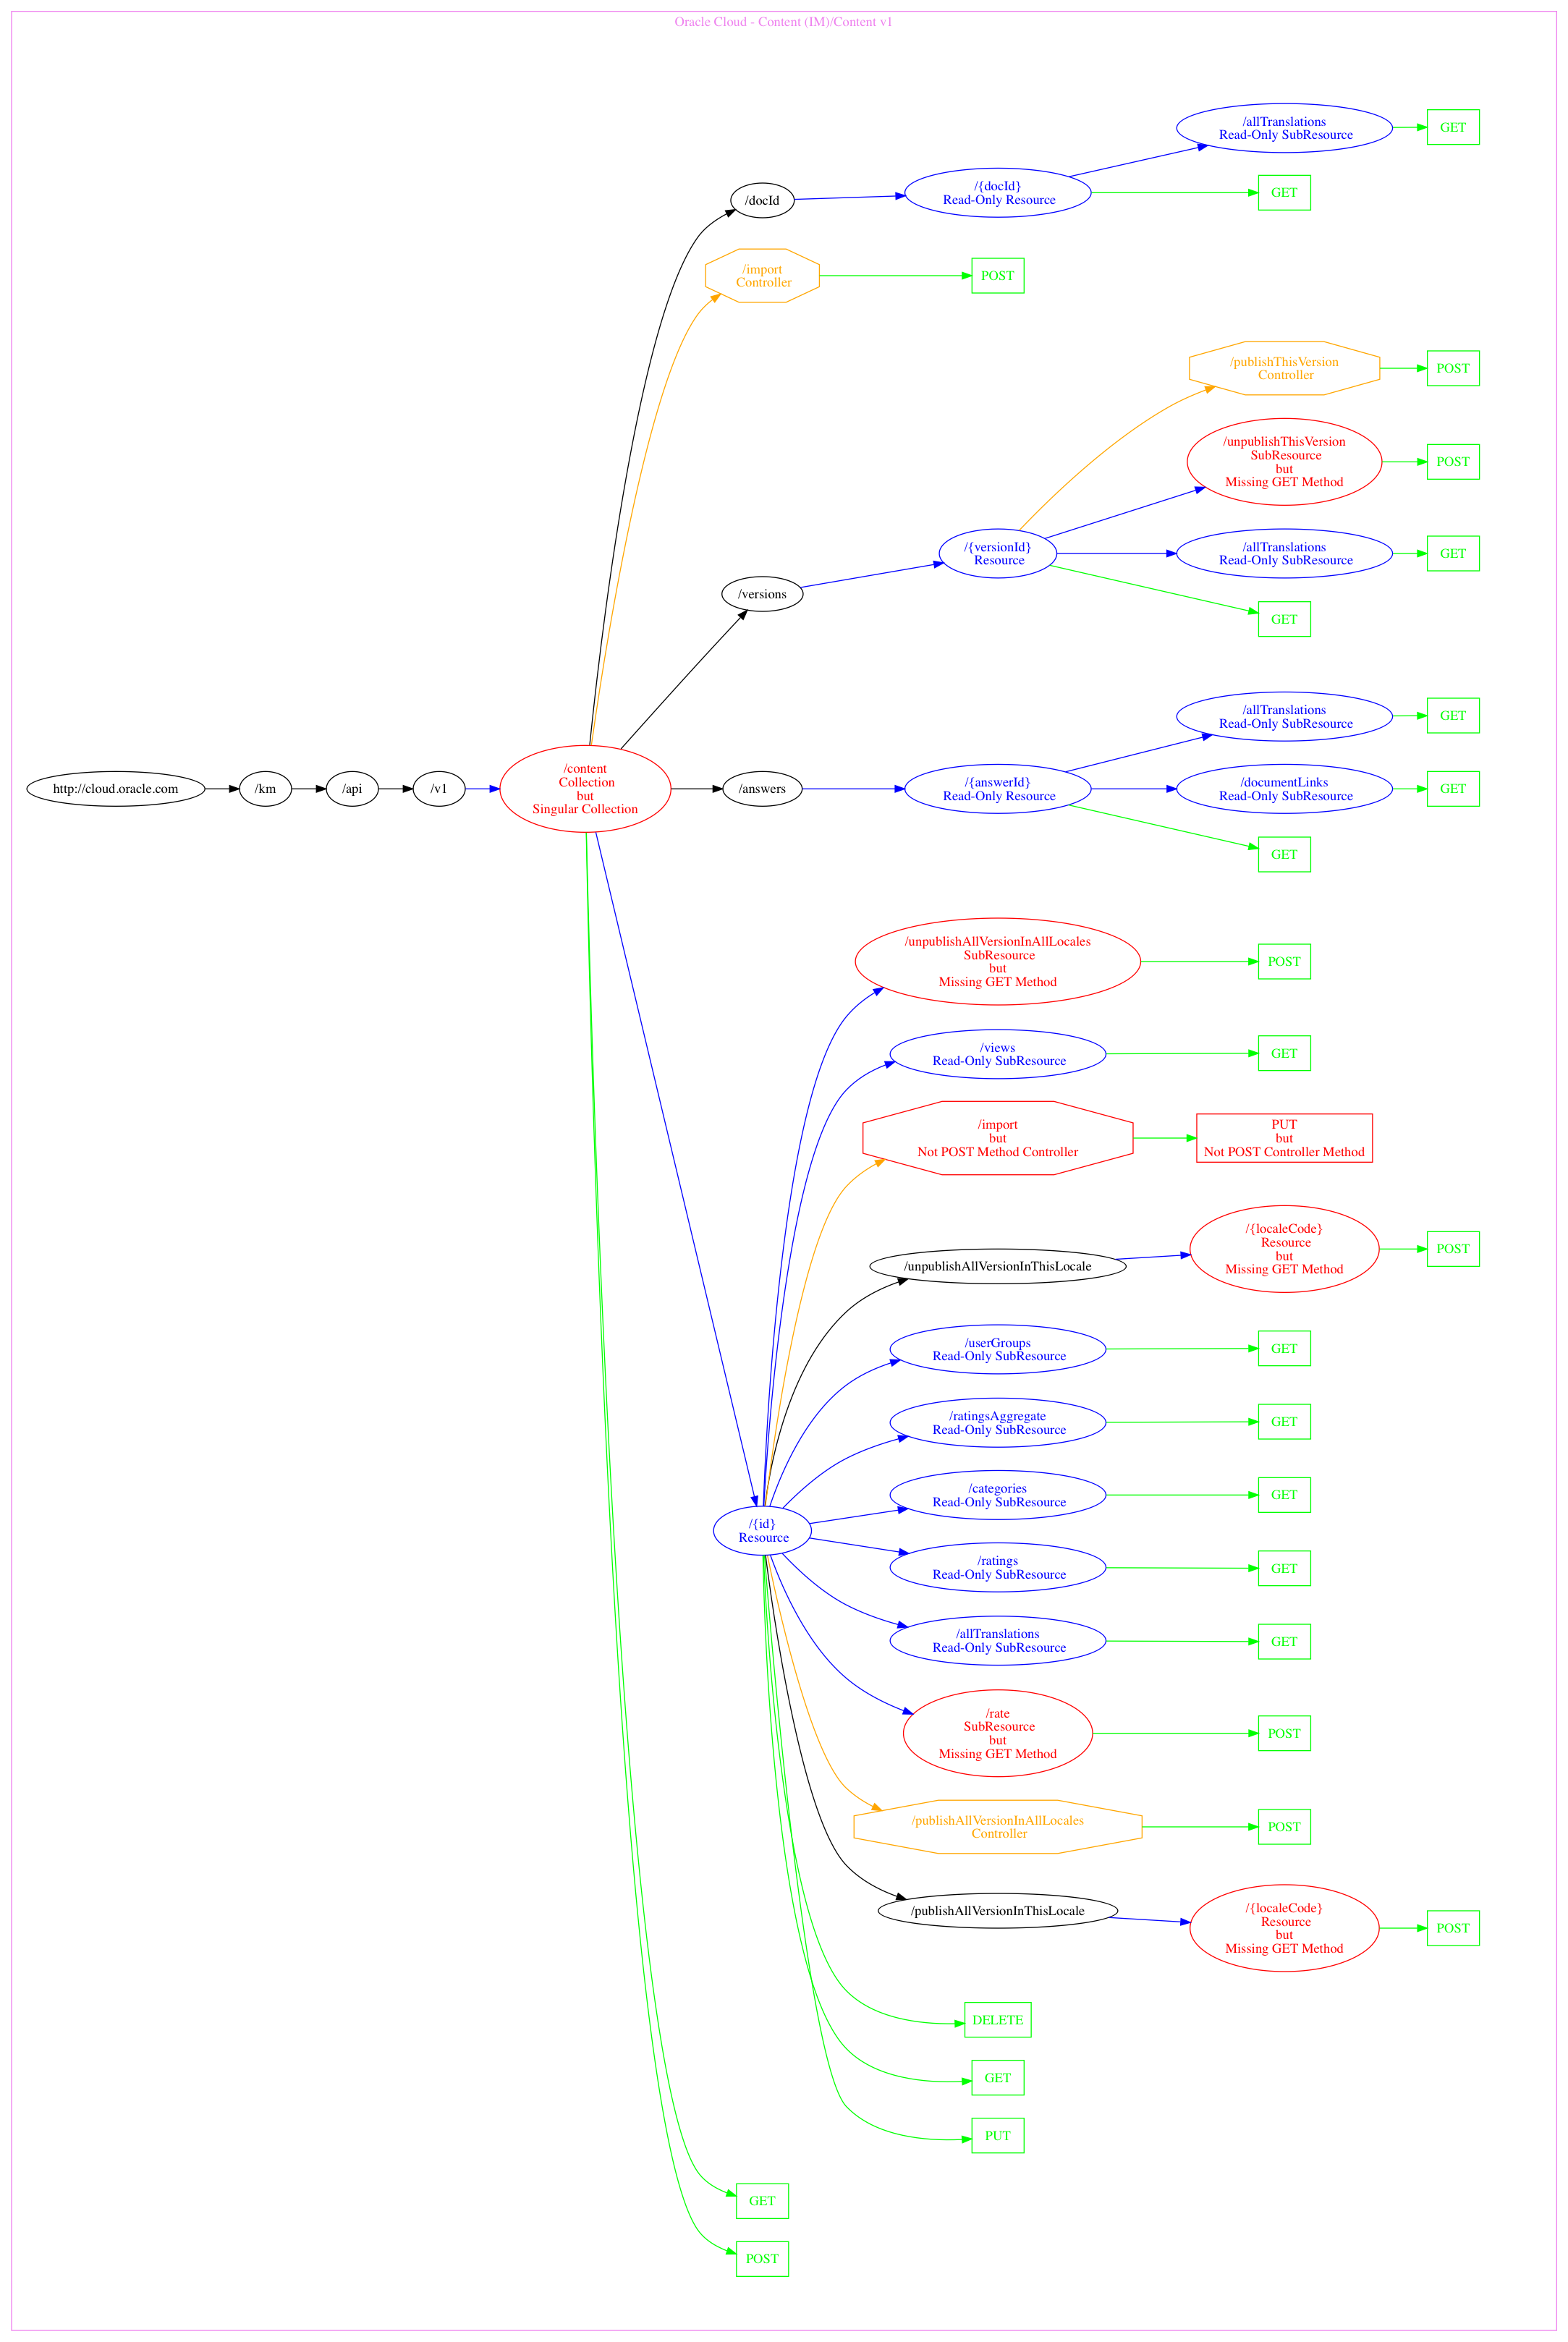 Oracle Cloud - Content (IM)/Content v1
/allTranslations
Read-Only SubResource
GET
/docId
/{docId}
Read-Only Resource
GET
/import
Controller
POST
/publishThisVersion
Controller
POST
/unpublishThisVersion
SubResource
but
Missing GET Method
POST
/versions
/{versionId}
Resource
/allTranslations
Read-Only SubResource
GET
GET
/allTranslations
Read-Only SubResource
GET
http://cloud.oracle.com
/km
/api
/v1
/content
Collection
but
Singular Collection
/answers
/{answerId}
Read-Only Resource
/documentLinks
Read-Only SubResource
GET
GET
/unpublishAllVersionInAllLocales
SubResource
but
Missing GET Method
POST
/views
Read-Only SubResource
GET
/import
but
Not POST Method Controller
PUT
but
Not POST Controller Method
/unpublishAllVersionInThisLocale
/{localeCode}
Resource
but
Missing GET Method
POST
/userGroups
Read-Only SubResource
GET
/ratingsAggregate
Read-Only SubResource
GET
/categories
Read-Only SubResource
GET
/{id}
Resource
/ratings
Read-Only SubResource
GET
/allTranslations
Read-Only SubResource
GET
/rate
SubResource
but
Missing GET Method
POST
/publishAllVersionInAllLocales
Controller
POST
/publishAllVersionInThisLocale
/{localeCode}
Resource
but
Missing GET Method
POST
DELETE
GET
PUT
GET
POST